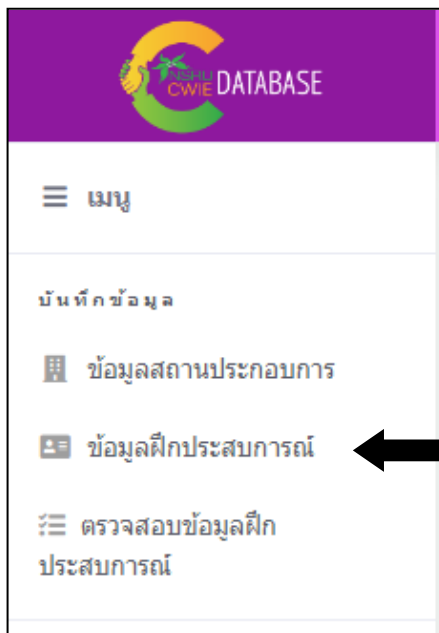 NSRU
CWIE DATABASE
เมนู
บันทึกข้อมูล
ข้อมูลสถานประกอบการ
ข้อมูลฝึกประสบการณ์
ตรวจสอบข้อมูลฝึก
ประสบการณ์